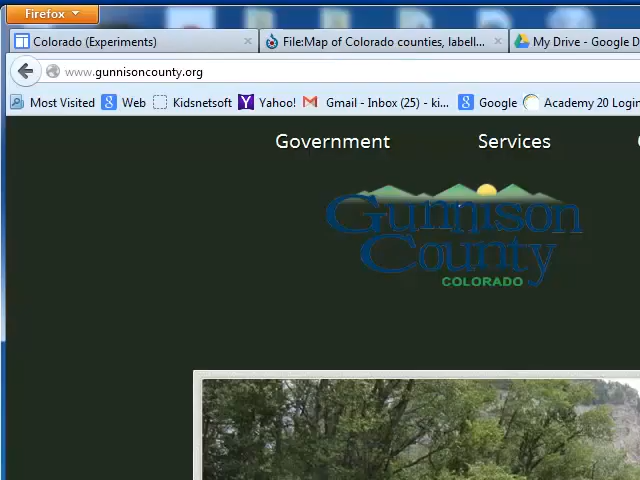 Firefox
Colorado (Experiments)
File:Map of Colorado counties, labell...
My Drive - Google D
www.gunnisoncounty.org
Most Visited
Web
Kidsnetsoft
Yahoo!
Gmail - Inbox (25) - ki...
Google
Academy 20 Login
Government
Services
Gunnison
County
COLORADO